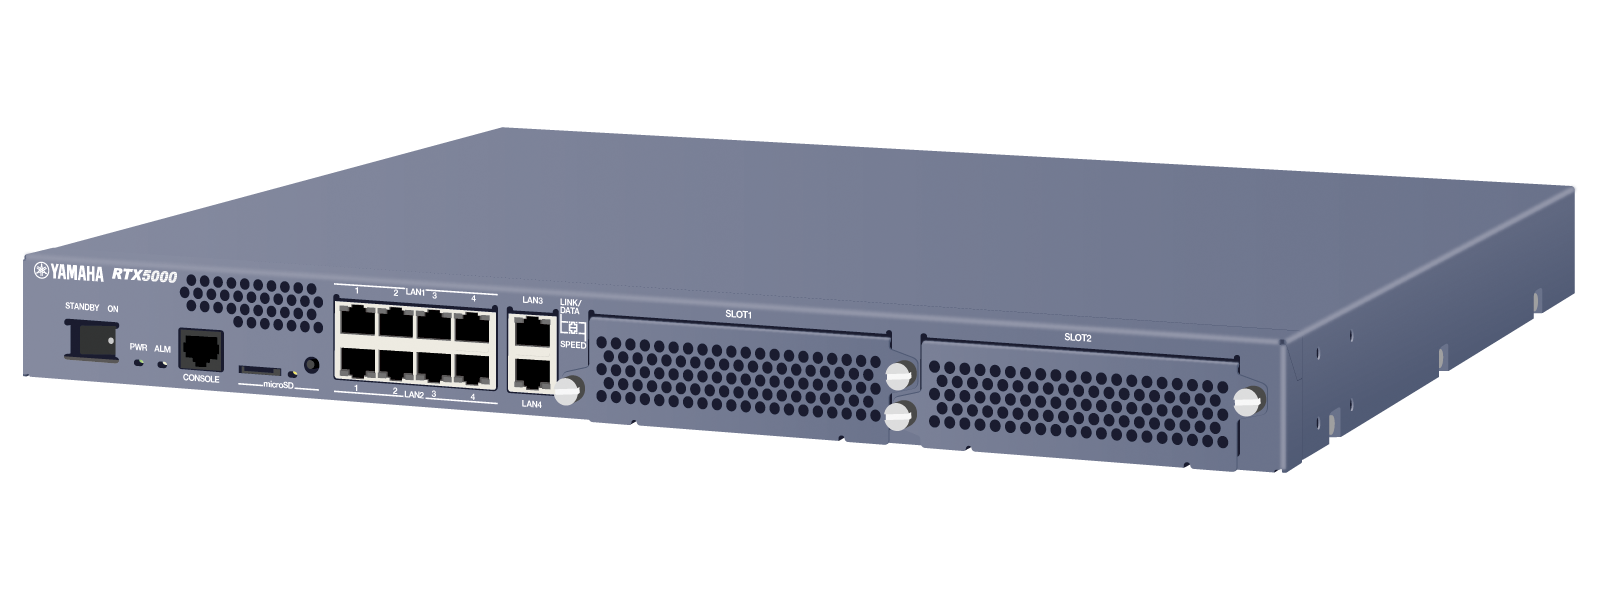 YAMAHA RTX5000
STANDBY ON
PWR ALM
CONSOLE
microSD
1 2 LAN1 3 4
1 2 LAN2 3 4
LAN3
LAN4
LINK/
DATA
SPEED
SLOT1
SLOT2